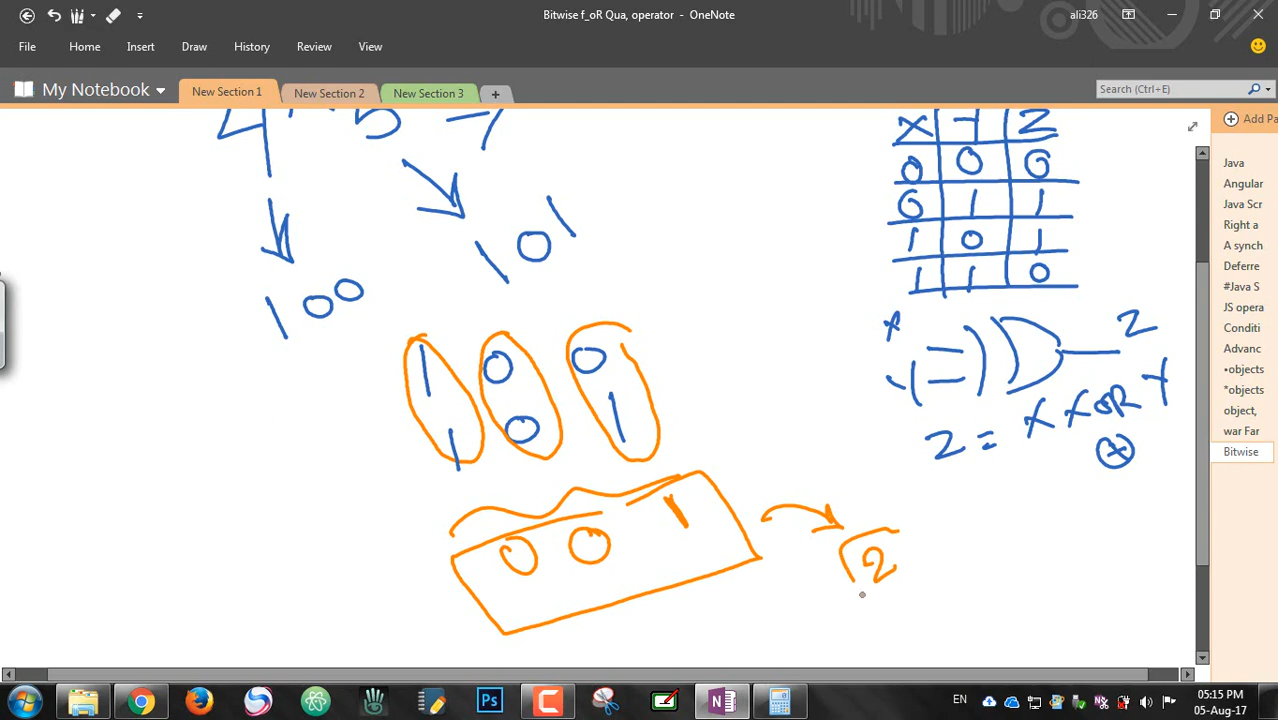 Bitwise f_oR Qua, operator - OneNote
ali326
File Home Insert Draw History Review View
My Notebook
New Section 1
New Section 2
New Section 3
+
Search (Ctrl+E)
Add Pa
Java
Angular
Java Scr
Right a
A synch
Deferre
#Java S
JS opera
Conditi
Advanc
•objects
*objects
object,
war Far
Bitwise
4 ^ 5
101
100
1 0 0
1 0 1
0 0 1
2
X Y Z
0 0 0
0 1 1
1 0 1
1 1 0
X
Y
Z
Z = X XOR Y
EN
05:15 PM
05-Aug-17
Ps